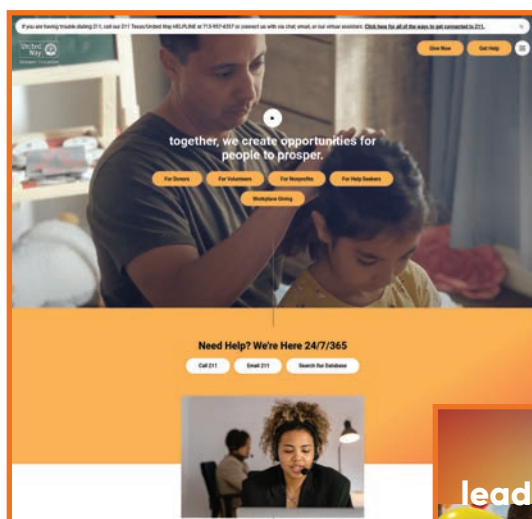 If you are having trouble dialing 211, call our 211 Texas/United Way HELPLINE at 713-957-4357 or connect us with via chat, email, or our virtual assistant. Click here for all of the ways to get connected to 211.
United
Way
Greater Houston
Give Now
Get Help
together, we create opportunities for
people to prosper.
For Donors
For Volunteers
For Nonprofits
For Help Seekers
Workplace Giving
Need Help? We're Here 24/7/365
Call 211
Email 211
Search Our Database
lead